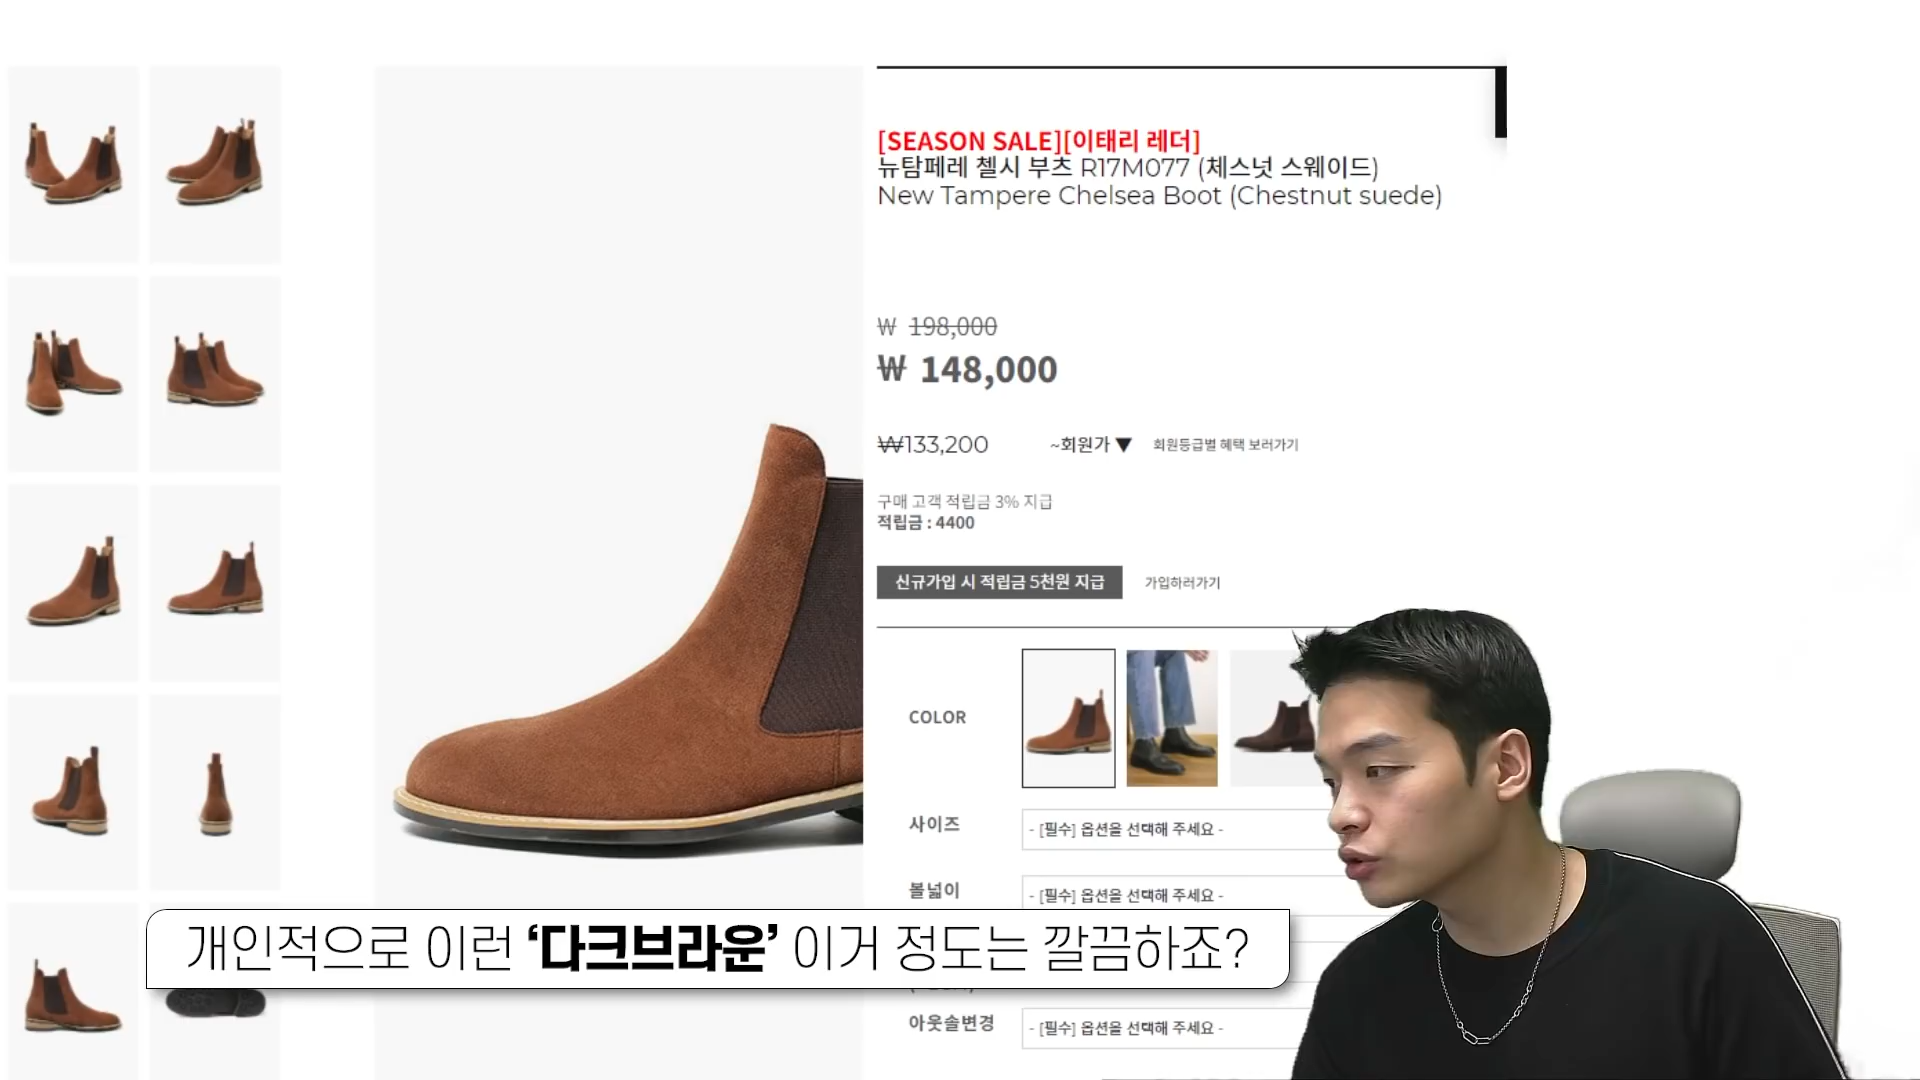 [SEASON SALE][이태리 레더]
뉴탐페레 첼시 부츠 R17M077 (체스넛 스웨이드)
New Tampere Chelsea Boot (Chestnut suede)
₩ 198,000
₩ 148,000
₩133,200 ~회원가▼ 회원등급별 혜택 보러가기
구매 고객 적립금 3% 지급
적립금 : 4400
신규가입 시 적립금 5천원 지급 가입하러가기
COLOR
사이즈 - [필수] 옵션을 선택해 주세요 -
볼넓이 - [필수] 옵션을 선택해 주세요 -
개인적으로 이런 ‘다크브라운’ 이거 정도는 깔끔하죠?
아웃솔변경 - [필수] 옵션을 선택해 주세요 -